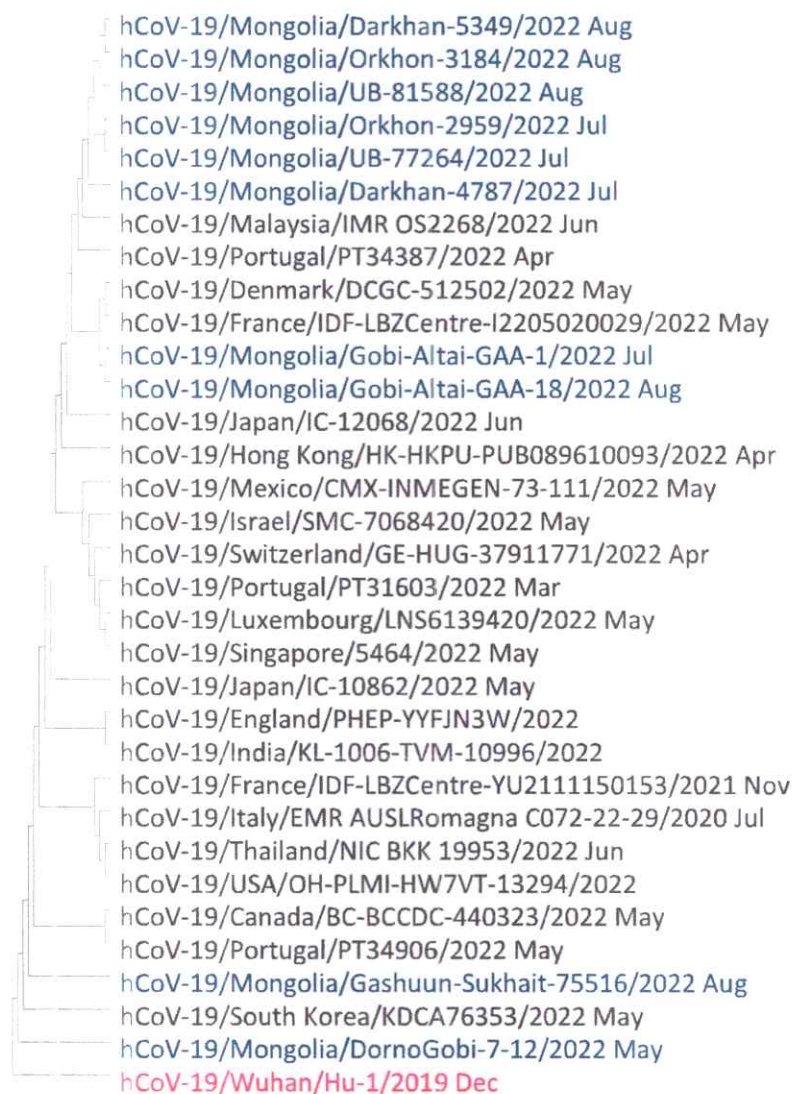 hCoV-19/Mongolia/Darkhan-5349/2022 Aug
hCoV-19/Mongolia/Orkhon-3184/2022 Aug
hCoV-19/Mongolia/UB-81588/2022 Aug
hCoV-19/Mongolia/Orkhon-2959/2022 Jul
hCoV-19/Mongolia/UB-77264/2022 Jul
hCoV-19/Mongolia/Darkhan-4787/2022 Jul
hCoV-19/Malaysia/IMR OS2268/2022 Jun
hCoV-19/Portugal/PT34387/2022 Apr
hCoV-19/Denmark/DCGC-512502/2022 May
hCoV-19/France/IDF-LBZCentre-I2205020029/2022 May
hCoV-19/Mongolia/Gobi-Altai-GAA-1/2022 Jul
hCoV-19/Mongolia/Gobi-Altai-GAA-18/2022 Aug
hCoV-19/Japan/IC-12068/2022 Jun
hCoV-19/Hong Kong/HK-HKPU-PUB089610093/2022 Apr
hCoV-19/Mexico/CMX-INMEGEN-73-111/2022 May
hCoV-19/Israel/SMC-7068420/2022 May
hCoV-19/Switzerland/GE-HUG-37911771/2022 Apr
hCoV-19/Portugal/PT31603/2022 Mar
hCoV-19/Luxembourg/LNS6139420/2022 May
hCoV-19/Singapore/5464/2022 May
hCoV-19/Japan/IC-10862/2022 May
hCoV-19/England/PHEP-YYFJN3W/2022
hCoV-19/India/KL-1006-TVM-10996/2022
hCoV-19/France/IDF-LBZCentre-YU2111150153/2021 Nov
hCoV-19/Italy/EMR AUSLRomagna C072-22-29/2020 Jul
hCoV-19/Thailand/NIC BKK 19953/2022 Jun
hCoV-19/USA/OH-PLMI-HW7VT-13294/2022
hCoV-19/Canada/BC-BCCDC-440323/2022 May
hCoV-19/Portugal/PT34906/2022 May
hCoV-19/Mongolia/Gashuun-Sukhait-75516/2022 Aug
hCoV-19/South Korea/KDCA76353/2022 May
hCoV-19/Mongolia/DornoGobi-7-12/2022 May
hCoV-19/Wuhan/Hu-1/2019 Dec